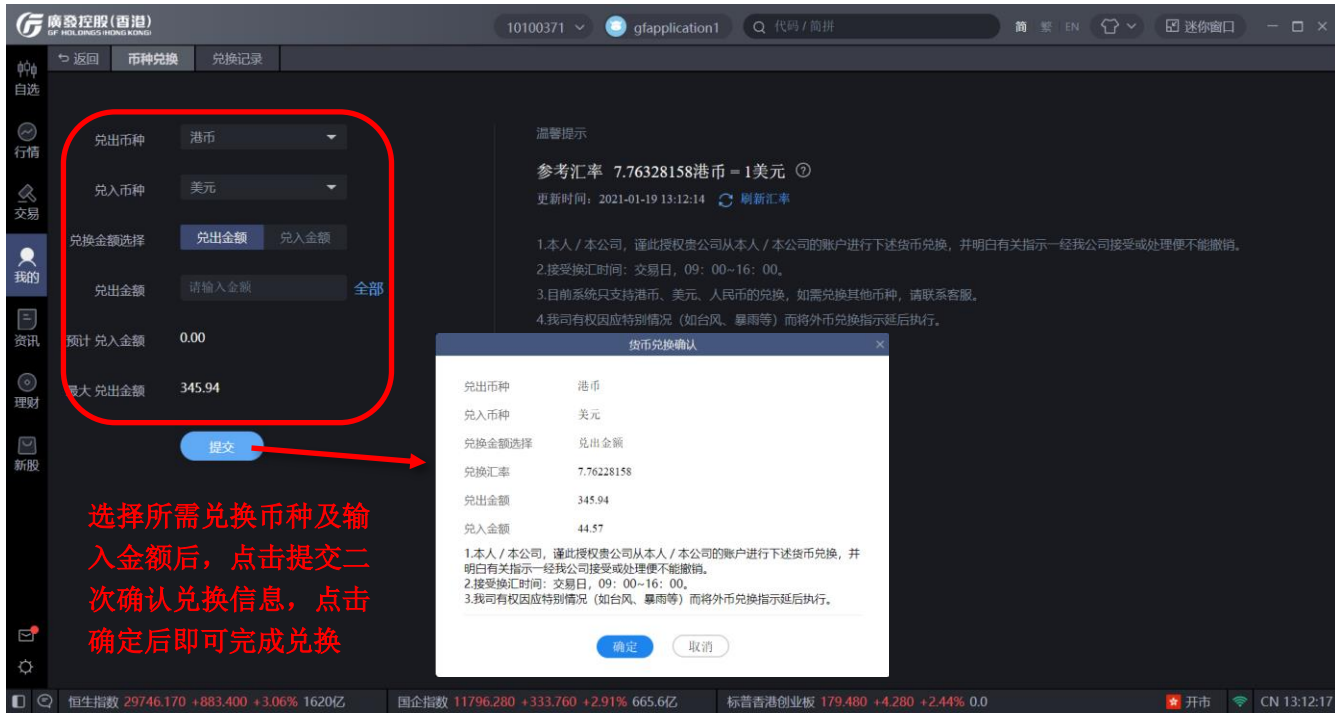 廣發控股(香港)
GF HOLDINGS (HONG KONG)
10100371
gfapplication1
代码 / 简拼
简 繁 EN
迷你窗口
返回
币种兑换
兑换记录
自选
行情
交易
我的
资讯
理财
新股
兑出币种
港币
兑入币种
美元
兑换金额选择
兑出金额
兑入金额
兑出金额
请输入金额
全部
预计 兑入金额
0.00
最大 兑出金额
345.94
提交
选择所需兑换币种及输
入金额后，点击提交二
次确认兑换信息，点击
确定后即可完成兑换
温馨提示
参考汇率 7.76328158港币 = 1美元
更新时间：2021-01-19 13:12:14 刷新汇率
1.本人 / 本公司，谨此授权贵公司从本人 / 本公司的账户进行下述货币兑换，并明白有关指示一经我公司接受或处理便不能撤销。
2.接受换汇时间：交易日，09：00~16：00。
3.目前系统只支持港币、美元、人民币的兑换，如需兑换其他币种，请联系客服。
4.我司有权因应特别情况（如台风、暴雨等）而将外币兑换指示延后执行。
货币兑换确认
兑出币种 港币
兑入币种 美元
兑换金额选择 兑出金额
兑换汇率 7.76228158
兑出金额 345.94
兑入金额 44.57
1.本人 / 本公司，谨此授权贵公司从本人 / 本公司的账户进行下述货币兑换，并
明白有关指示一经我公司接受或处理便不能撤销。
2.接受换汇时间：交易日，09：00~16：00。
3.我司有权因应特别情况（如台风、暴雨等）而将外币兑换指示延后执行。
确定
取消
恒生指数 29746.170 +883.400 +3.06% 1620亿
国企指数 11796.280 +333.760 +2.91% 665.6亿
标普香港创业板 179.480 +4.280 +2.44% 0.0
开市
CN 13:12:17